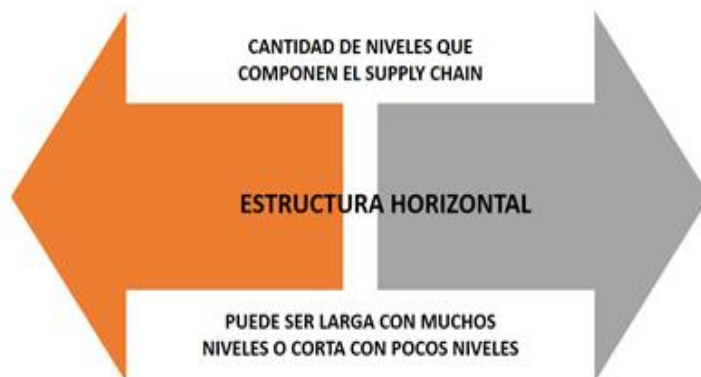 CANTIDAD DE NIVELES QUE
COMPONEN EL SUPPLY CHAIN
ESTRUCTURA HORIZONTAL
PUEDE SER LARGA CON MUCHOS
NIVELES O CORTA CON POCOS NIVELES